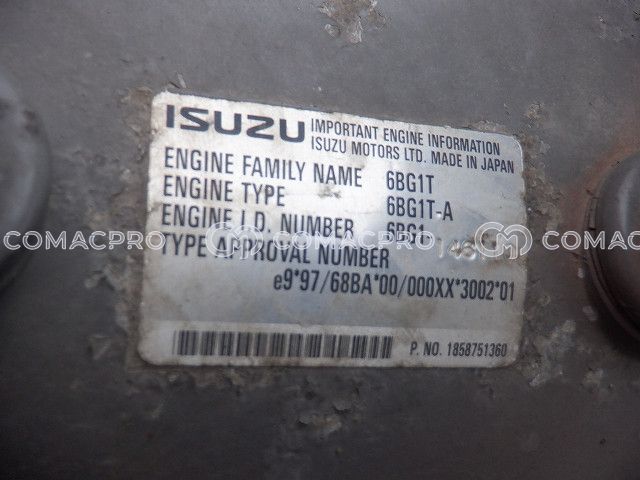 ISUZU
IMPORTANT ENGINE INFORMATION
ISUZU MOTORS LTD. MADE IN JAPAN
ENGINE FAMILY NAME 6BG1T
ENGINE TYPE 6BG1T-A
ENGINE I.D. NUMBER 6BG1
COMACPRO COMACPRO COMACPRO
TYPE APPROVAL NUMBER
e9*97/68BA*00/000XX*3002*01
P. NO. 1858751360